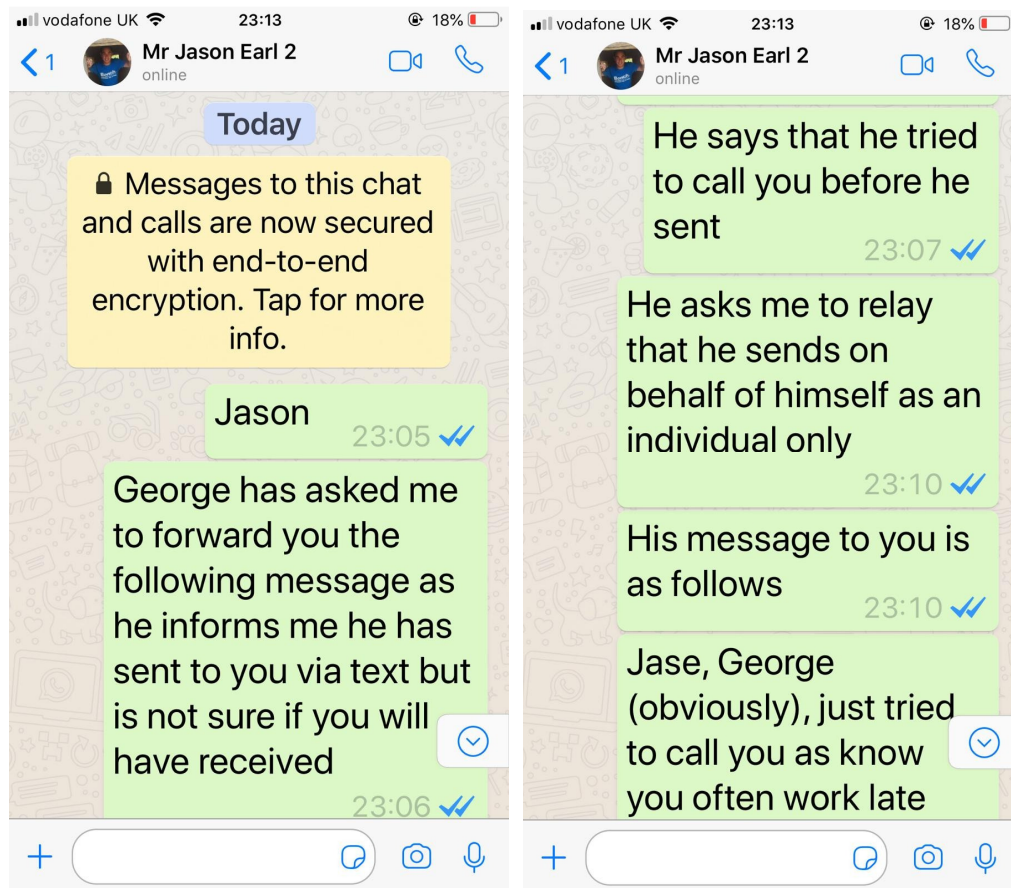 vodafone UK 23:13 18%
1 Mr Jason Earl 2
online
Today
Messages to this chat
and calls are now secured
with end-to-end
encryption. Tap for more
info.
Jason
23:05
George has asked me
to forward you the
following message as
he informs me he has
sent to you via text but
is not sure if you will
have received
23:06
vodafone UK 23:13 18%
1 Mr Jason Earl 2
online
He says that he tried
to call you before he
sent
23:07
He asks me to relay
that he sends on
behalf of himself as an
individual only
23:10
His message to you is
as follows
23:10
Jase, George
(obviously), just tried
to call you as know
you often work late